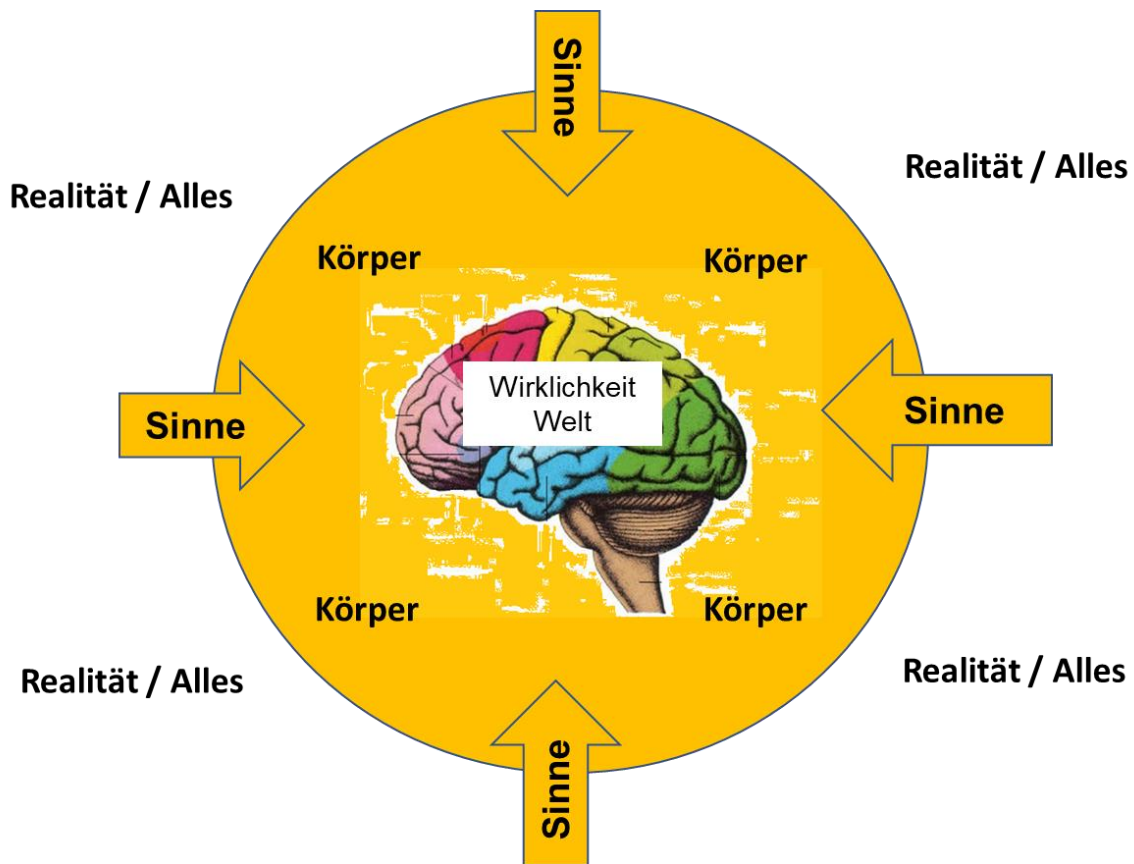 Sinne
Realität / Alles
Realität / Alles
Körper
Körper
Wirklichkeit
Welt
Sinne
Sinne
Körper
Körper
Realität / Alles
Realität / Alles
Sinne